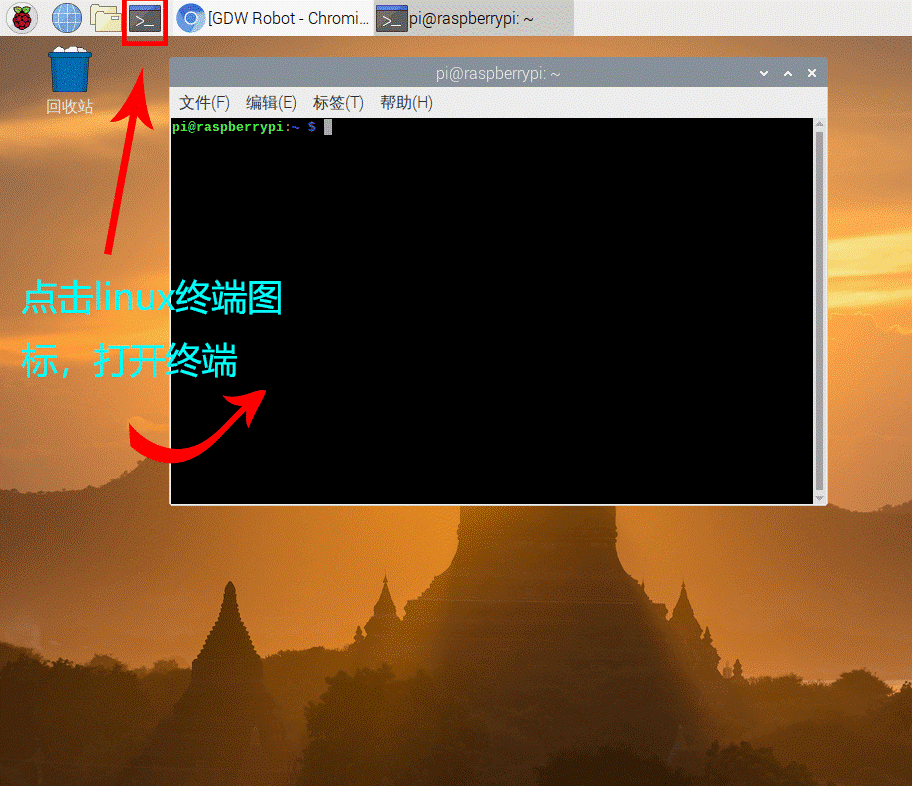 [GDW Robot - Chromi...
pi@raspberrypi: ~
回收站
pi@raspberrypi: ~
文件(F) 编辑(E) 标签(T) 帮助(H)
pi@raspberrypi:~ $
点击linux终端图
标，打开终端